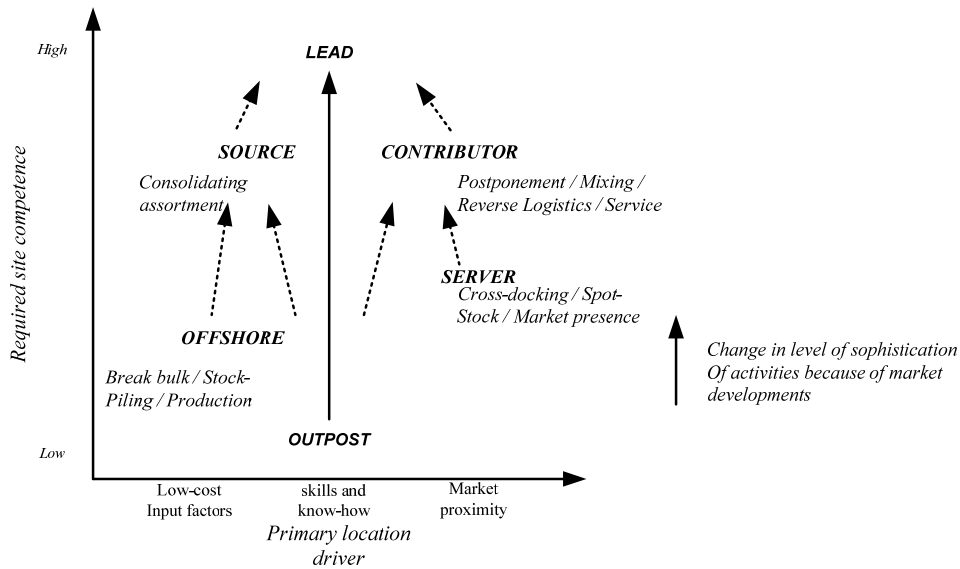 High
LEAD
SOURCE
CONTRIBUTOR
Consolidating
assortment
Postponement / Mixing /
Reverse Logistics / Service
Required site competence
SERVER
Cross-docking / Spot-
Stock / Market presence
OFFSHORE
Break bulk / Stock-
Piling / Production
Change in level of sophistication
Of activities because of market
developments
OUTPOST
Low
Low-cost
Input factors
skills and
know-how
Market
proximity
Primary location
driver